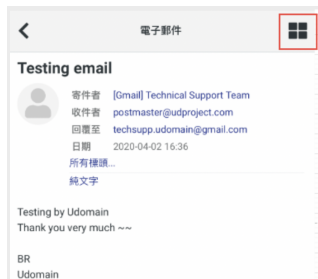 電子郵件
Testing email
寄件者 [Gmail] Technical Support Team
收件者 postmaster@udproject.com
回覆至 techsupp.udomain@gmail.com
日期 2020-04-02 16:36
所有標頭...
純文字
Testing by Udomain
Thank you very much ~~
BR
Udomain